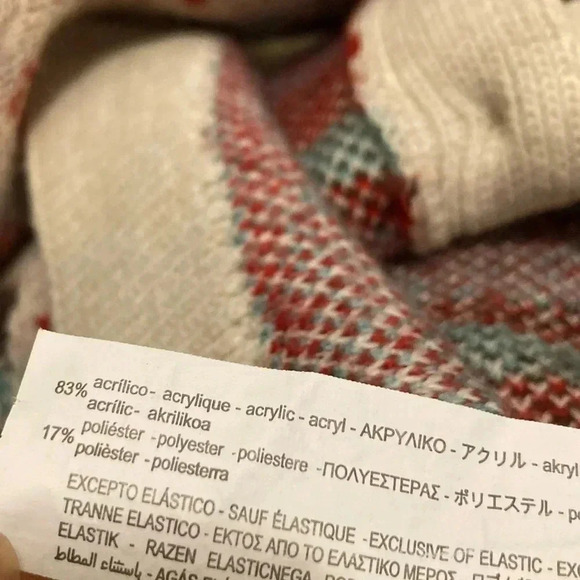 83% acrílico- acrylique - acrylic - acryl - ΑΚΡΥΛΙΚΟ - アクリル - akryl
acrílic- akrilikoa
17% poliéster -polyester -poliestere -ΠΟΛΥΕΣΤΕΡΑΣ - ポリエステル -
polièster -poliesterra
EXCEPTO ELÁSTICO - SAUF ÉLASTIQUE -EXCLUSIVE OF ELASTIC -
TRANNE ELASTICO - ΕΚΤΟΣ ΑΠΟ ΤΟ ΕΛΑΣΤΙΚΟ ΜΕΡΟΣ -
ELASTIK - RAZEN ELASTICNEGA
باستثناء المطاط -